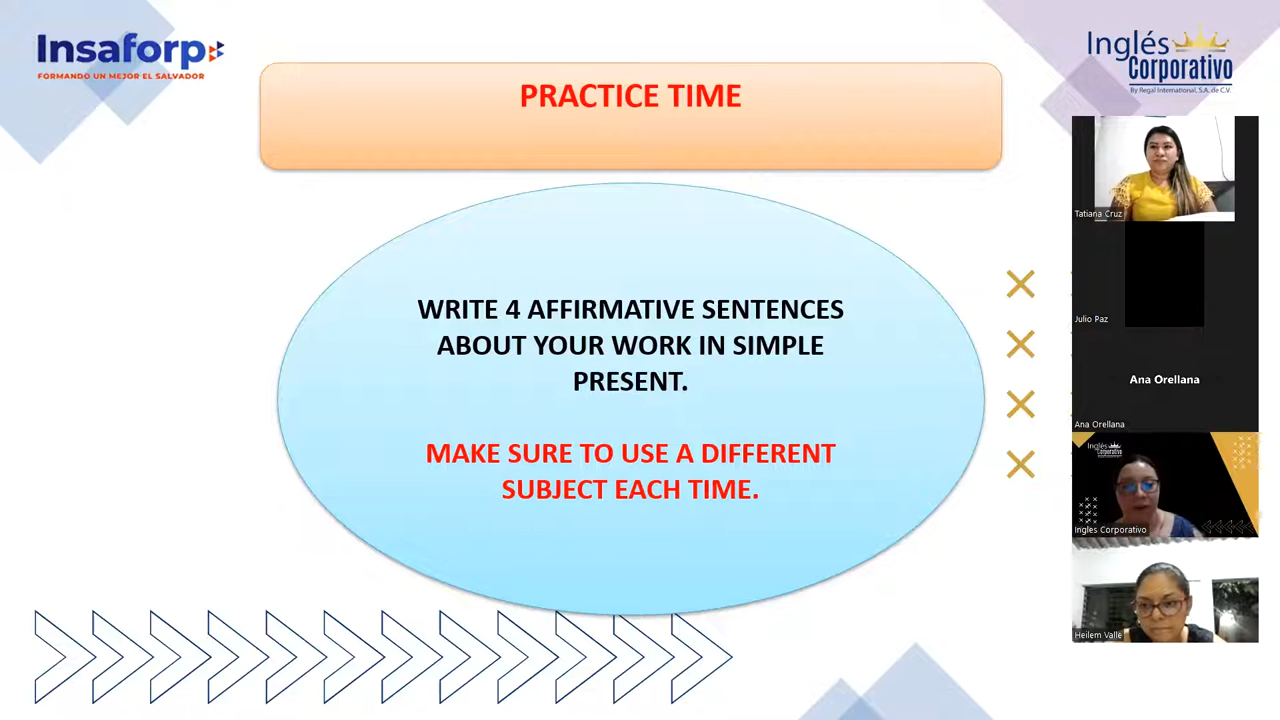 Insaforp
FORMANDO UN MEJOR EL SALVADOR
Inglés
Corporativo
By Regal International, S.A. de C.V.
PRACTICE TIME
WRITE 4 AFFIRMATIVE SENTENCES
ABOUT YOUR WORK IN SIMPLE
PRESENT.
MAKE SURE TO USE A DIFFERENT
SUBJECT EACH TIME.
Tatiana Cruz
Julio Paz
Ana Orellana
Ana Orellana
Inglés
Corporativo
Ingles Corporativo
Heilem Valle